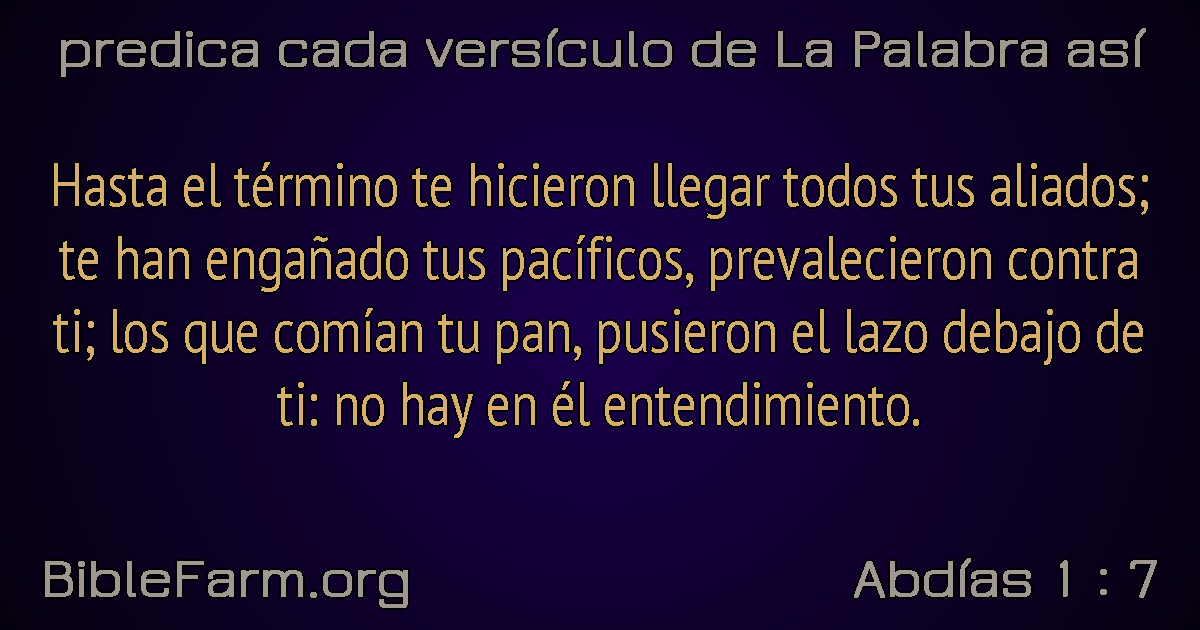 predica cada versículo de La Palabra así
Hasta el término te hicieron llegar todos tus aliados;
te han engañado tus pacíficos, prevalecieron contra
ti; los que comían tu pan, pusieron el lazo debajo de
ti: no hay en él entendimiento.
BibleFarm.org
Abdías 1 : 7